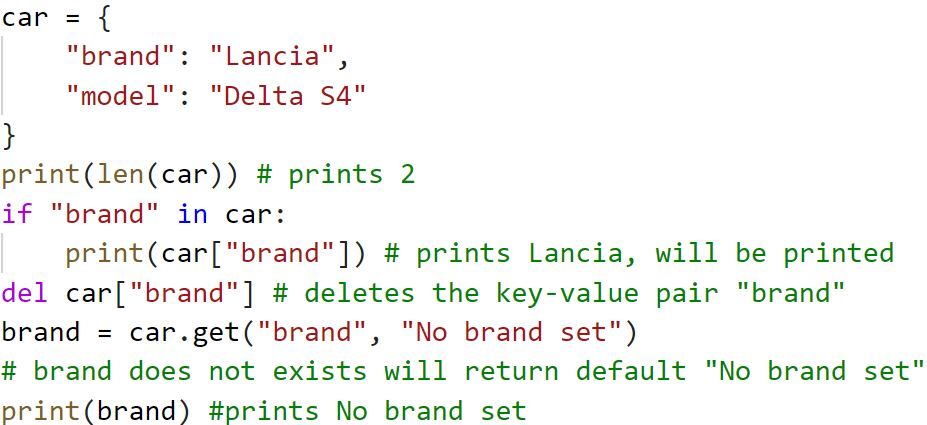 car = {
    "brand": "Lancia",
    "model": "Delta S4"
}
print(len(car)) # prints 2
if "brand" in car:
    print(car["brand"]) # prints Lancia, will be printed
del car["brand"] # deletes the key-value pair "brand"
brand = car.get("brand", "No brand set")
# brand does not exists will return default "No brand set"
print(brand) #prints No brand set